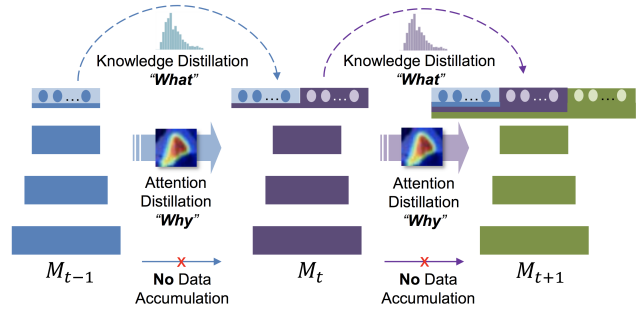 Knowledge Distillation
"What"
Knowledge Distillation
"What"
...
...
...
...
...
...
Attention
Distillation
"Why"
Attention
Distillation
"Why"
M_{t-1}
M_t
M_{t+1}
x
No Data
Accumulation
x
No Data
Accumulation